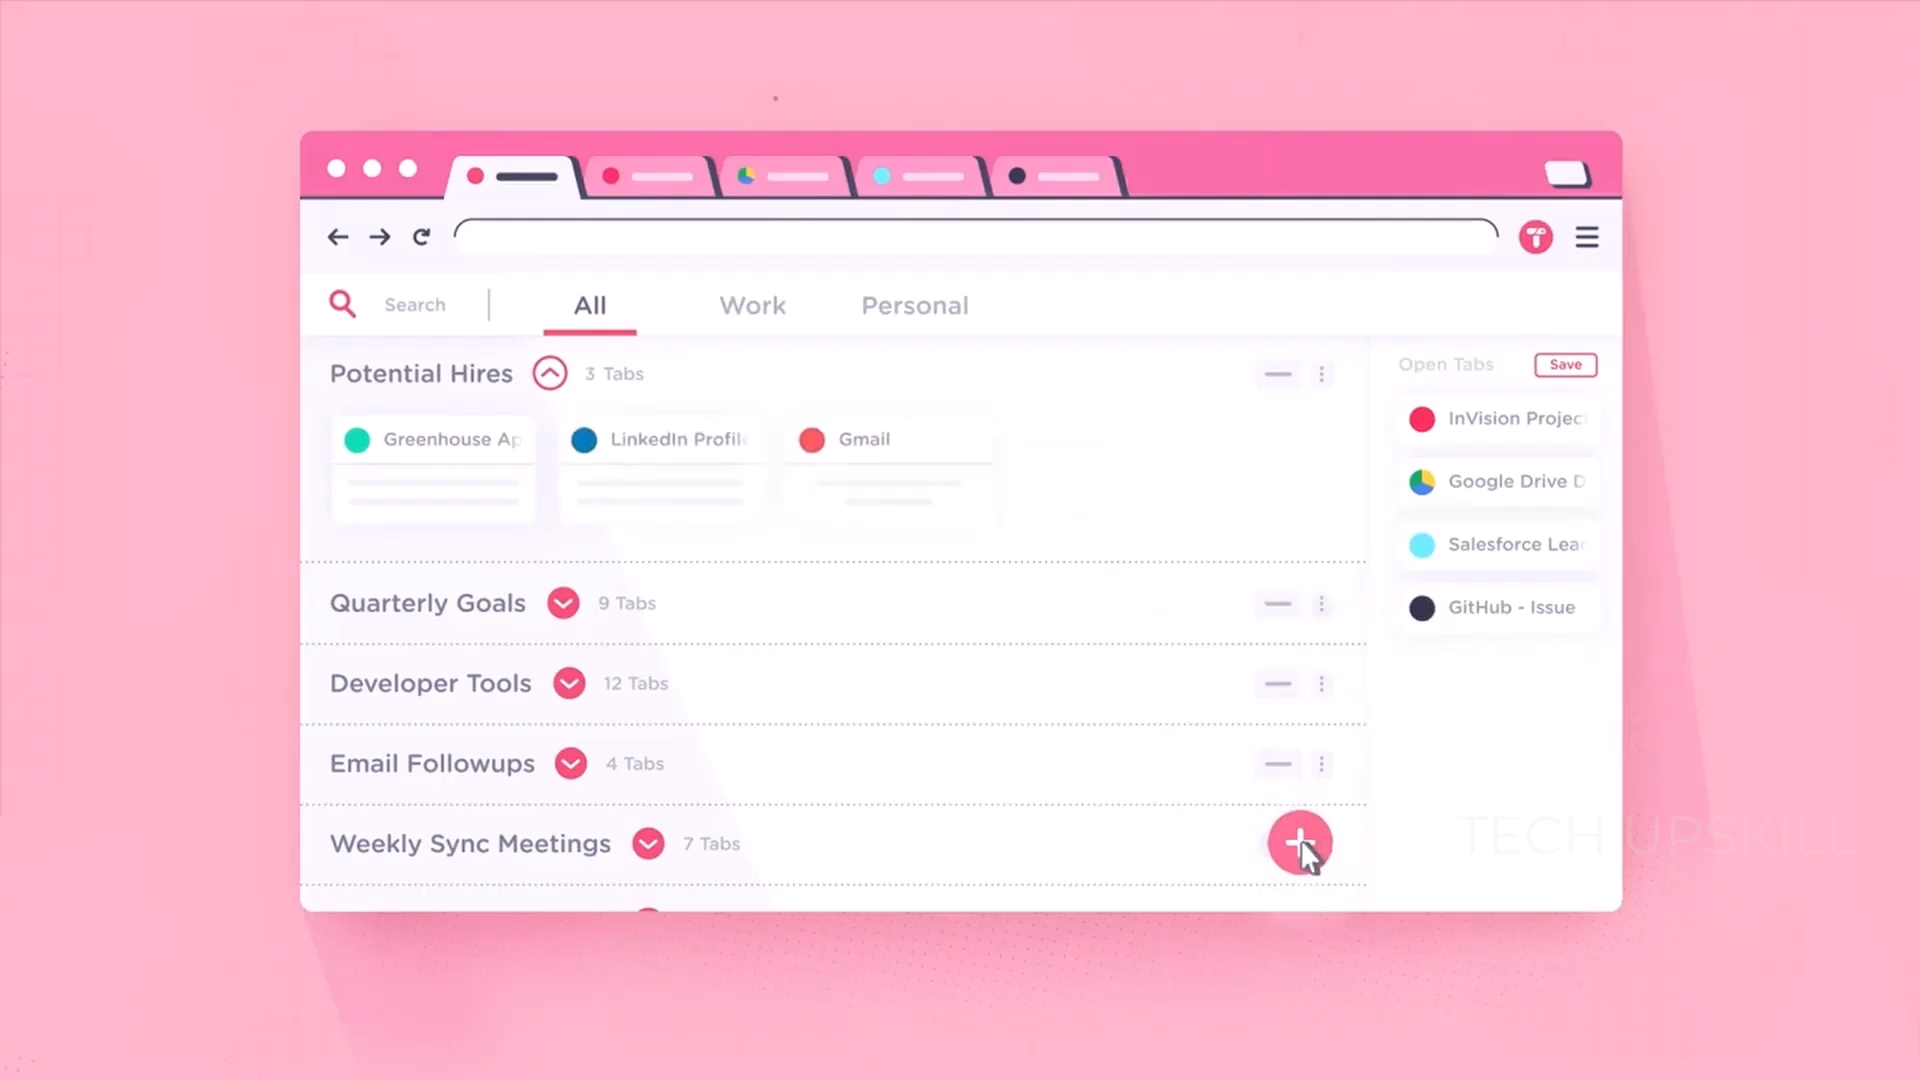 Search
All
Work
Personal
Potential Hires
3 Tabs
Open Tabs
Save
Greenhouse Ap
LinkedIn Profil
Gmail
InVision Projec
Google Drive D
Salesforce Lea
GitHub - Issue
Quarterly Goals
9 Tabs
Developer Tools
12 Tabs
Email Followups
4 Tabs
Weekly Sync Meetings
7 Tabs
TECH UPSKILL